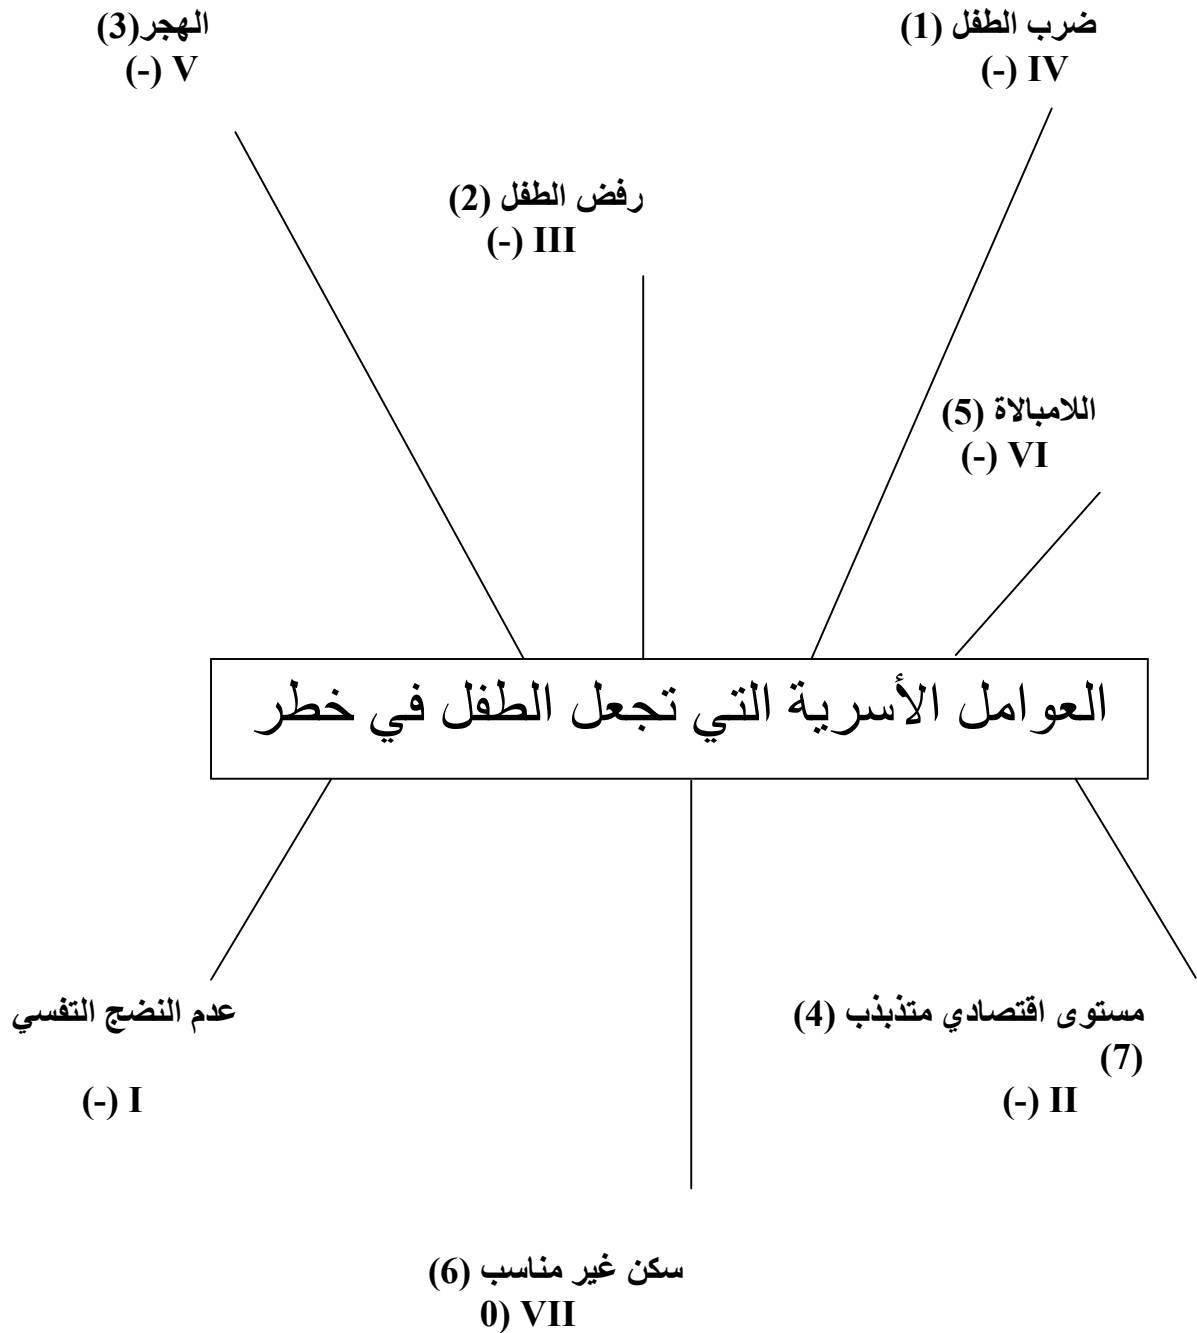 ضرب الطفل (1)
IV (-)
الهجر(3)
V (-)
رفض الطفل (2)
III (-)
اللامبالاة (5)
VI (-)
العوامل الأسرية التي تجعل الطفل في خطر
مستوى اقتصادي متذبذب (4)
(7)
II (-)
عدم النضج التفسي
I (-)
سكن غير مناسب (6)
VII (0